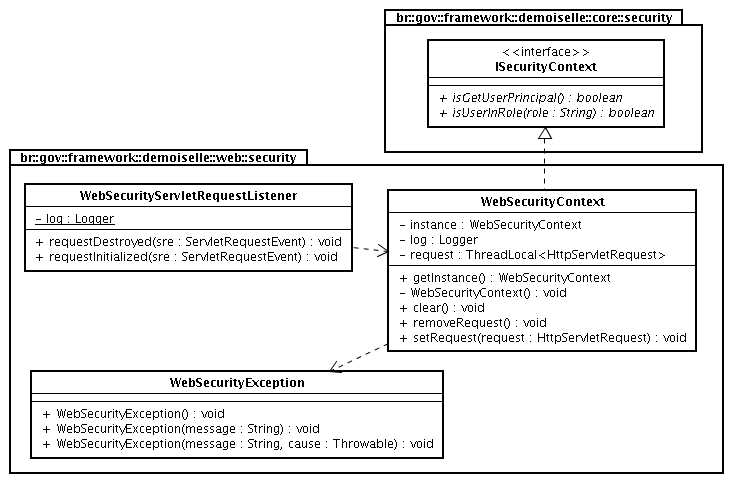 br::gov::framework::demoiselle::core::security
<<interface>>
ISecurityContext
+ isGetUserPrincipal() : boolean
+ isUserInRole(role : String) : boolean
br::gov::framework::demoiselle::web::security
WebSecurityServletRequestListener
- log : Logger
+ requestDestroyed(sre : ServletRequestEvent) : void
+ requestInitialized(sre : ServletRequestEvent) : void
WebSecurityContext
- instance : WebSecurityContext
- log : Logger
- request : ThreadLocal<HttpServletRequest>
+ getInstance() : WebSecurityContext
- WebSecurityContext() : void
+ clear() : void
+ removeRequest() : void
+ setRequest(request : HttpServletRequest) : void
WebSecurityException
+ WebSecurityException() : void
+ WebSecurityException(message : String) : void
+ WebSecurityException(message : String, cause : Throwable) : void